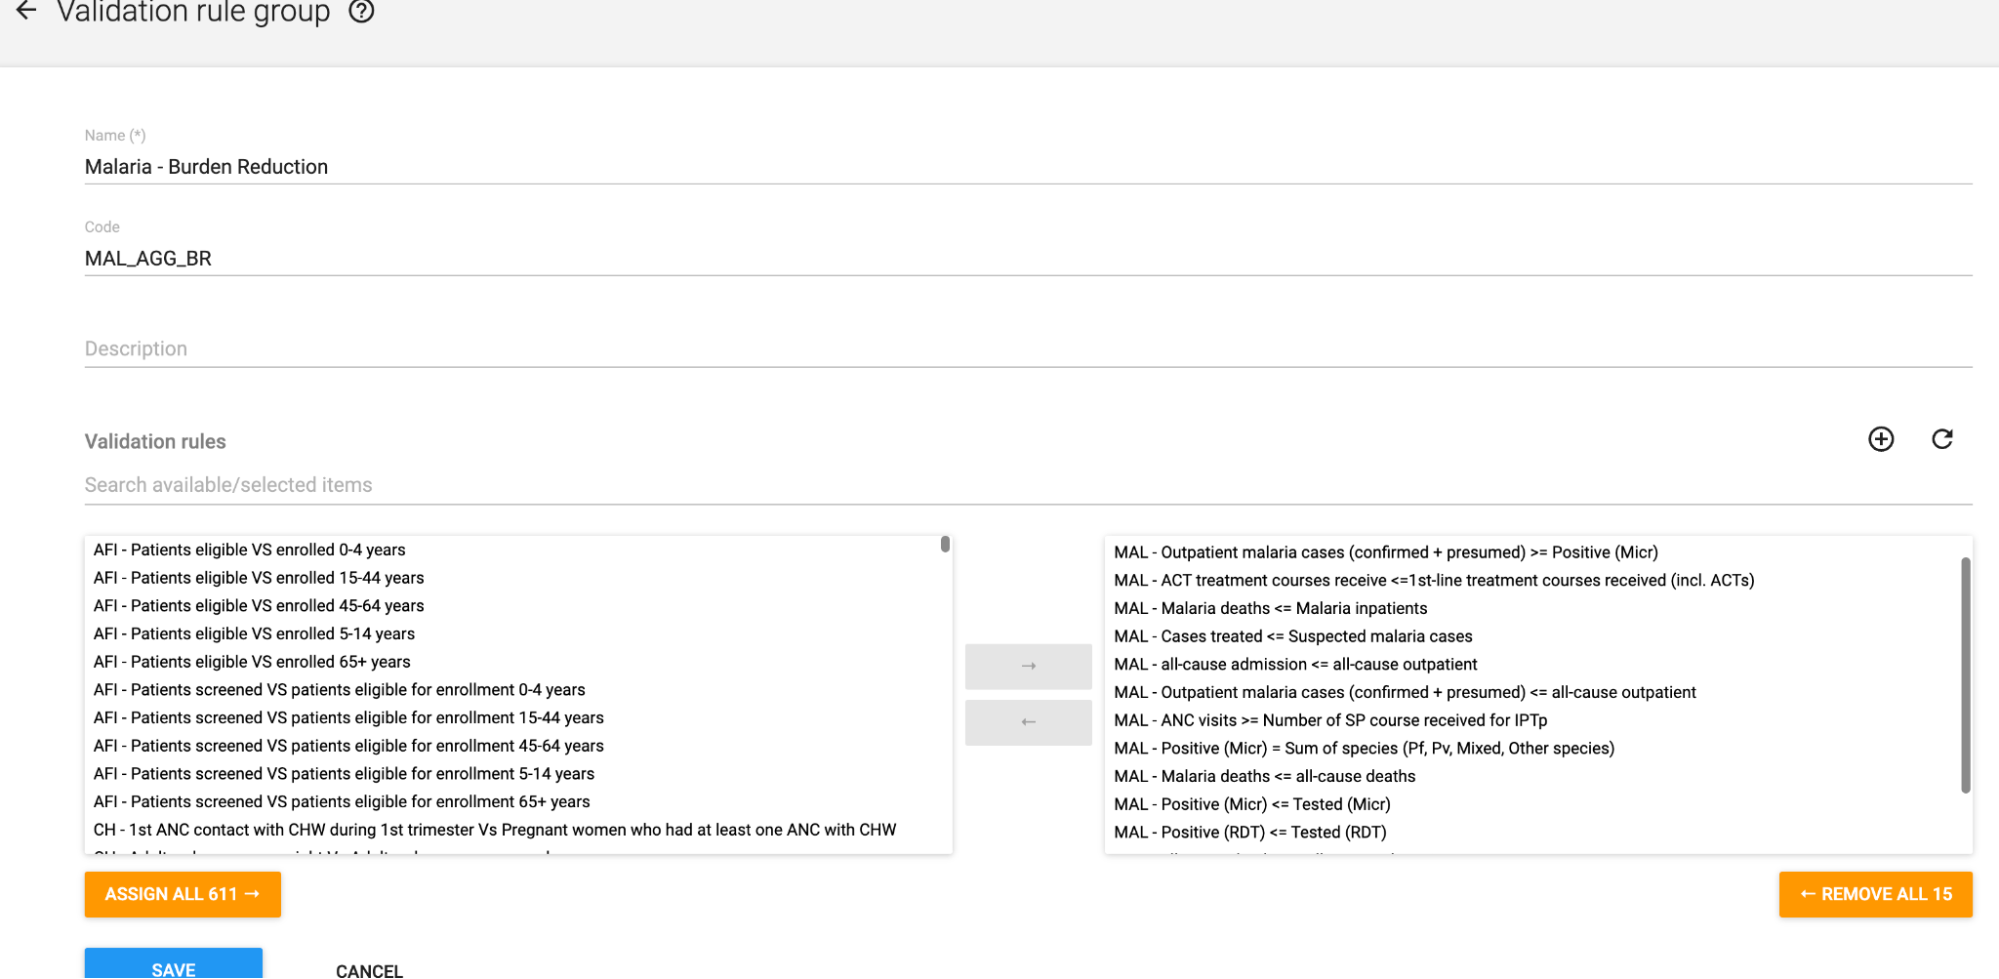 Validation rule group
Name (*)
Malaria - Burden Reduction
Code
MAL_AGG_BR
Description
Validation rules
Search available/selected items
AFI - Patients eligible VS enrolled 0-4 years
AFI - Patients eligible VS enrolled 15-44 years
AFI - Patients eligible VS enrolled 45-64 years
AFI - Patients eligible VS enrolled 5-14 years
AFI - Patients eligible VS enrolled 65+ years
AFI - Patients screened VS patients eligible for enrollment 0-4 years
AFI - Patients screened VS patients eligible for enrollment 15-44 years
AFI - Patients screened VS patients eligible for enrollment 45-64 years
AFI - Patients screened VS patients eligible for enrollment 5-14 years
AFI - Patients screened VS patients eligible for enrollment 65+ years
CH - 1st ANC contact with CHW during 1st trimester Vs Pregnant women who had at least one ANC with CHW
→
←
MAL - Outpatient malaria cases (confirmed + presumed) >= Positive (Micr)
MAL - ACT treatment courses receive <=1st-line treatment courses received (incl. ACTs)
MAL - Malaria deaths <= Malaria inpatients
MAL - Cases treated <= Suspected malaria cases
MAL - all-cause admission <= all-cause outpatient
MAL - Outpatient malaria cases (confirmed + presumed) <= all-cause outpatient
MAL - ANC visits >= Number of SP course received for IPTp
MAL - Positive (Micr) = Sum of species (Pf, Pv, Mixed, Other species)
MAL - Malaria deaths <= all-cause deaths
MAL - Positive (Micr) <= Tested (Micr)
MAL - Positive (RDT) <= Tested (RDT)
ASSIGN ALL 611 →
← REMOVE ALL 15
SAVE
CANCEL